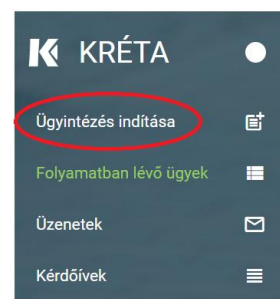 KRÉTA
Ügyintézés indítása
Folyamatban lévő ügyek
Üzenetek
Kérdőívek